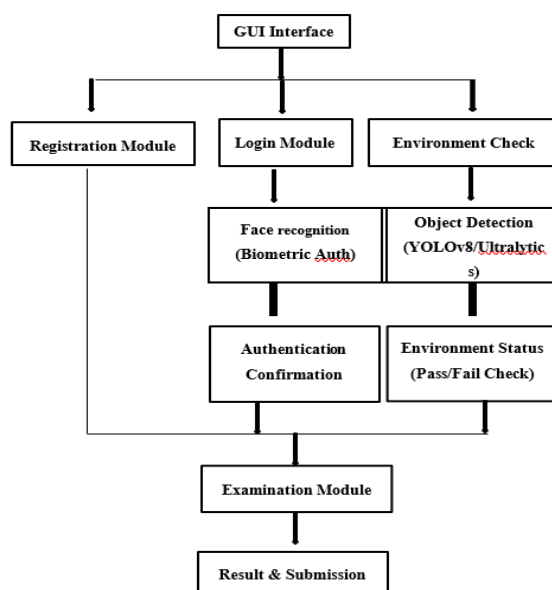 GUI Interface
Registration Module
Login Module
Environment Check
Face recognition
(Biometric Auth)
Object Detection
(YOLOv8/Ultralytic
s)
Authentication
Confirmation
Environment Status
(Pass/Fail Check)
Examination Module
Result & Submission